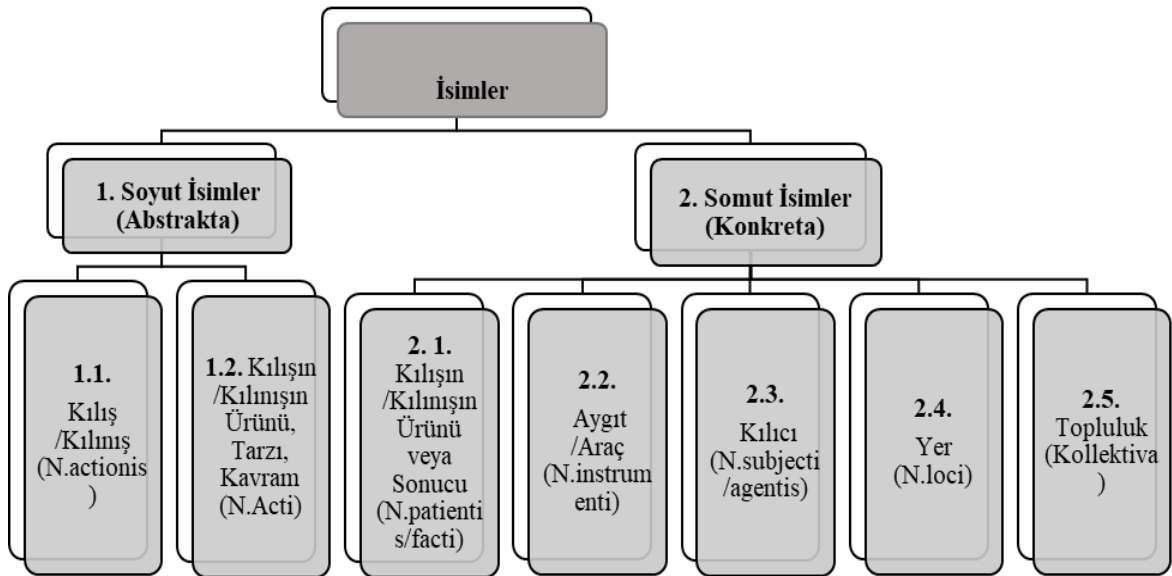 İsimler
1. Soyut İsimler
(Abstrakta)
2. Somut İsimler
(Konkreta)
1.1.
Kılış
/Kılınış
(N.actionis
)
1.2. Kılışın
/Kılınışın
Ürünü,
Tarzı,
Kavram
(N.Acti)
2. 1.
Kılışın
/Kılınışın
Ürünü
veya
Sonucu
(N.patienti
s/facti)
2.2.
Aygıt
/Araç
(N.instrum
enti)
2.3.
Kılıcı
(N.subjecti
/agentis)
2.4.
Yer
(N.loci)
2.5.
Topluluk
(Kollektiva
)